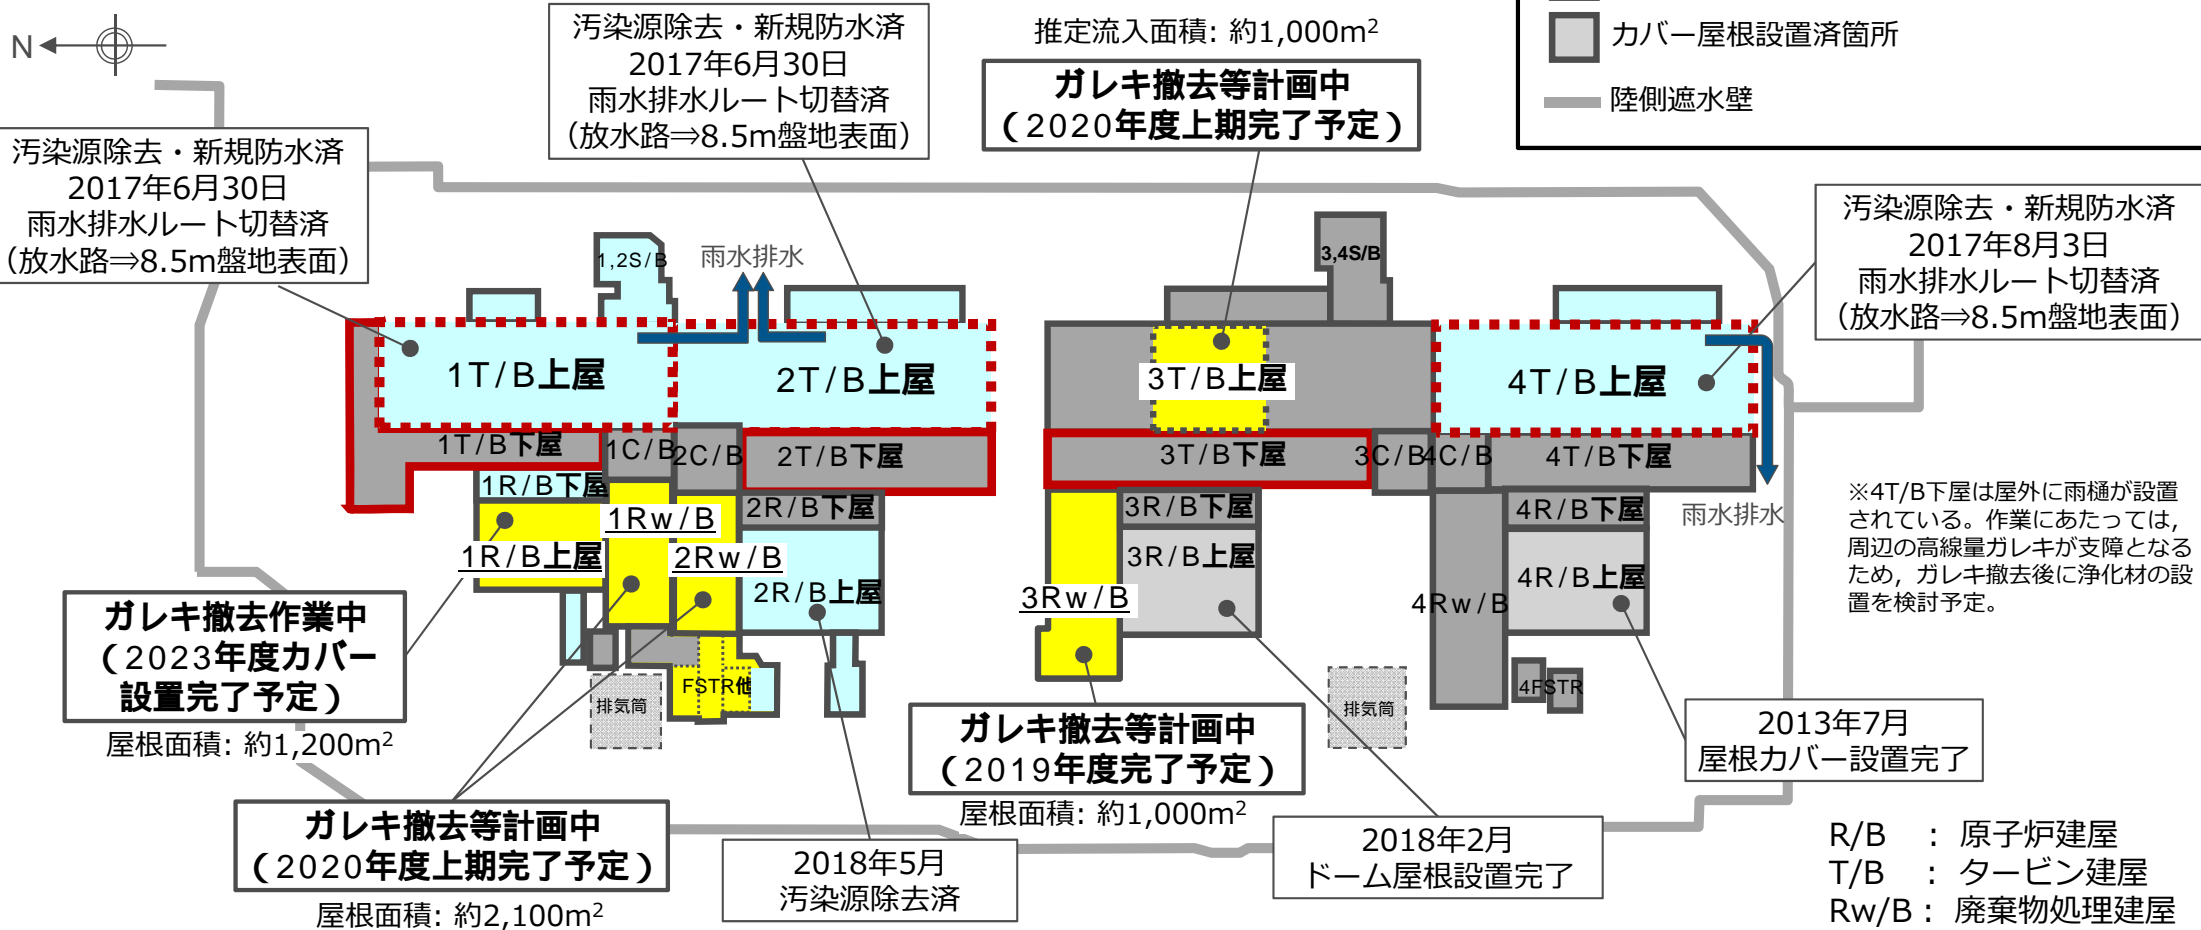 N
汚染源除去・新規防水済
2017年6月30日
雨水排水ルート切替済
（放水路⇒8.5m盤地表面）
汚染源除去・新規防水済
2017年6月30日
雨水排水ルート切替済
（放水路⇒8.5m盤地表面）
推定流入面積: 約1,000m²
ガレキ撤去等計画中
（2020年度上期完了予定）
カバー屋根設置済箇所
陸側遮水壁
汚染源除去・新規防水済
2017年8月3日
雨水排水ルート切替済
（放水路⇒8.5m盤地表面）
1,2S/B
雨水排水
3,4S/B
1T/B上屋
2T/B上屋
3T/B上屋
4T/B上屋
1T/B下屋
1C/B
2C/B
2T/B下屋
3T/B下屋
3C/B
4C/B
4T/B下屋
1R/B下屋
2R/B下屋
3R/B下屋
4R/B下屋
雨水排水
1Rw/B
1R/B上屋
2Rw/B
2R/B上屋
3R/B上屋
3Rw/B
4Rw/B
4R/B上屋
※4T/B下屋は屋外に雨樋が設置
されている。作業にあたっては，
周辺の高線量ガレキが支障となる
ため，ガレキ撤去後に浄化材の設
置を検討予定。
ガレキ撤去作業中
（2023年度カバー
設置完了予定）
屋根面積: 約1,200m²
FSTR他
排気筒
排気筒
4FSTR
ガレキ撤去等計画中
（2019年度完了予定）
屋根面積: 約1,000m²
2013年7月
屋根カバー設置完了
ガレキ撤去等計画中
（2020年度上期完了予定）
屋根面積: 約2,100m²
2018年5月
汚染源除去済
2018年2月
ドーム屋根設置完了
R/B : 原子炉建屋
T/B : タービン建屋
Rw/B : 廃棄物処理建屋